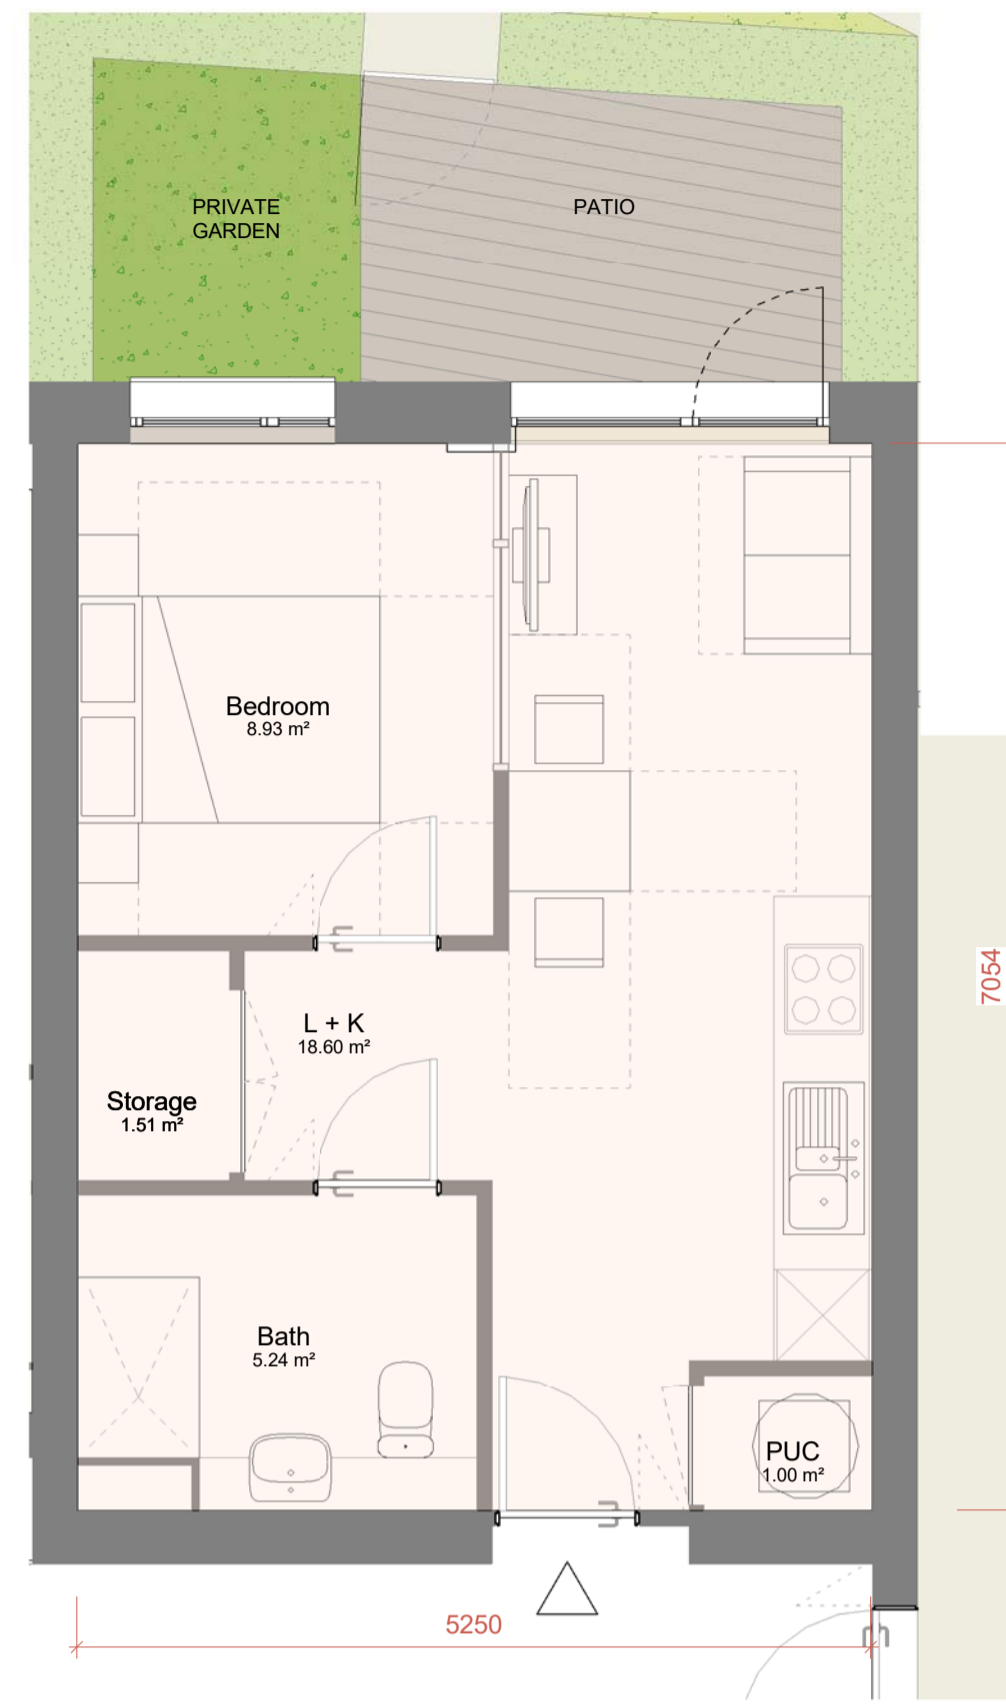 PRIVATE
GARDEN
PATIO
Bedroom
8.93 m²
L + K
18.60 m²
7054
Storage
1.51 m²
Bath
5.24 m²
PUC
1.00 m²
5250